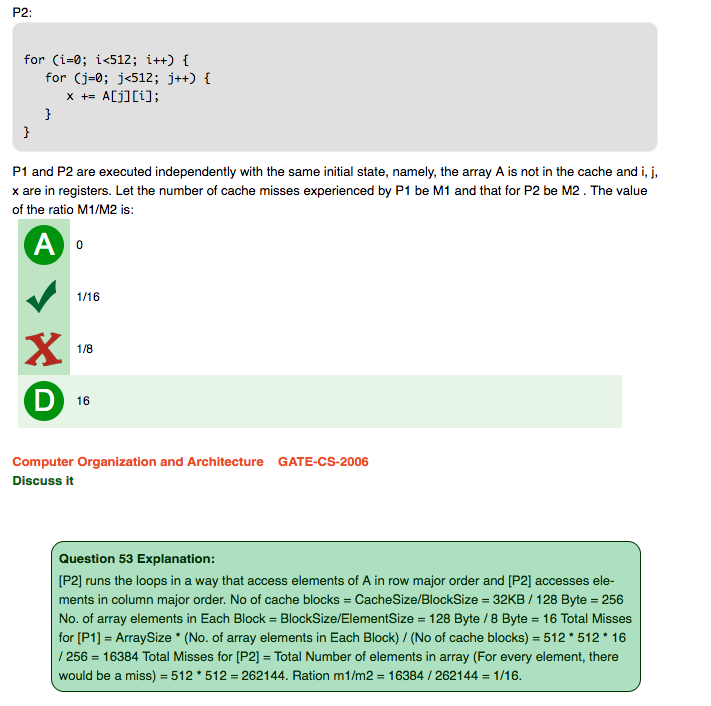 P2:
for (i=0; i<512; i++) {
for (j=0; j<512; j++) {
x += A[j][i];
}
}
P1 and P2 are executed independently with the same initial state, namely, the array A is not in the cache and i, j,
x are in registers. Let the number of cache misses experienced by P1 be M1 and that for P2 be M2 . The value
of the ratio M1/M2 is:
A 0
1/16
X 1/8
D 16
Computer Organization and Architecture GATE-CS-2006
Discuss it
Question 53 Explanation:
[P2] runs the loops in a way that access elements of A in row major order and [P2] accesses ele-
ments in column major order. No of cache blocks = CacheSize/BlockSize = 32KB / 128 Byte = 256
No. of array elements in Each Block = BlockSize/ElementSize = 128 Byte / 8 Byte = 16 Total Misses
for [P1] = ArraySize * (No. of array elements in Each Block) / (No of cache blocks) = 512 * 512 * 16
/ 256 = 16384 Total Misses for [P2] = Total Number of elements in array (For every element, there
would be a miss) = 512 * 512 = 262144. Ration m1/m2 = 16384 / 262144 = 1/16.